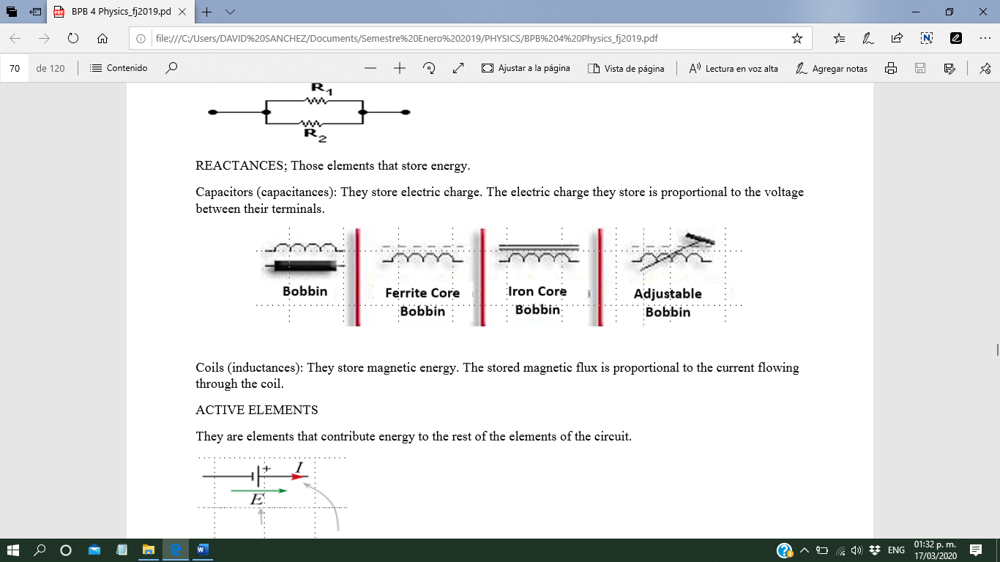 BPB 4 Physics_fj2019.pd
file:///C:/Users/DAVID%20SANCHEZ/Documents/Semestre%20Enero%202019/PHYSICS/BPB%204%20Physics_fj2019.pdf
70 de 120 Contenido Ajustar a la página Vista de página Lectura en voz alta Agregar notas
R1
R2
REACTANCES; Those elements that store energy.
Capacitors (capacitances): They store electric charge. The electric charge they store is proportional to the voltage
between their terminals.
Bobbin
Ferrite Core
Bobbin
Iron Core
Bobbin
Adjustable
Bobbin
Coils (inductances): They store magnetic energy. The stored magnetic flux is proportional to the current flowing
through the coil.
ACTIVE ELEMENTS
They are elements that contribute energy to the rest of the elements of the circuit.
+ I
E
ENG
01:32 p. m.
17/03/2020